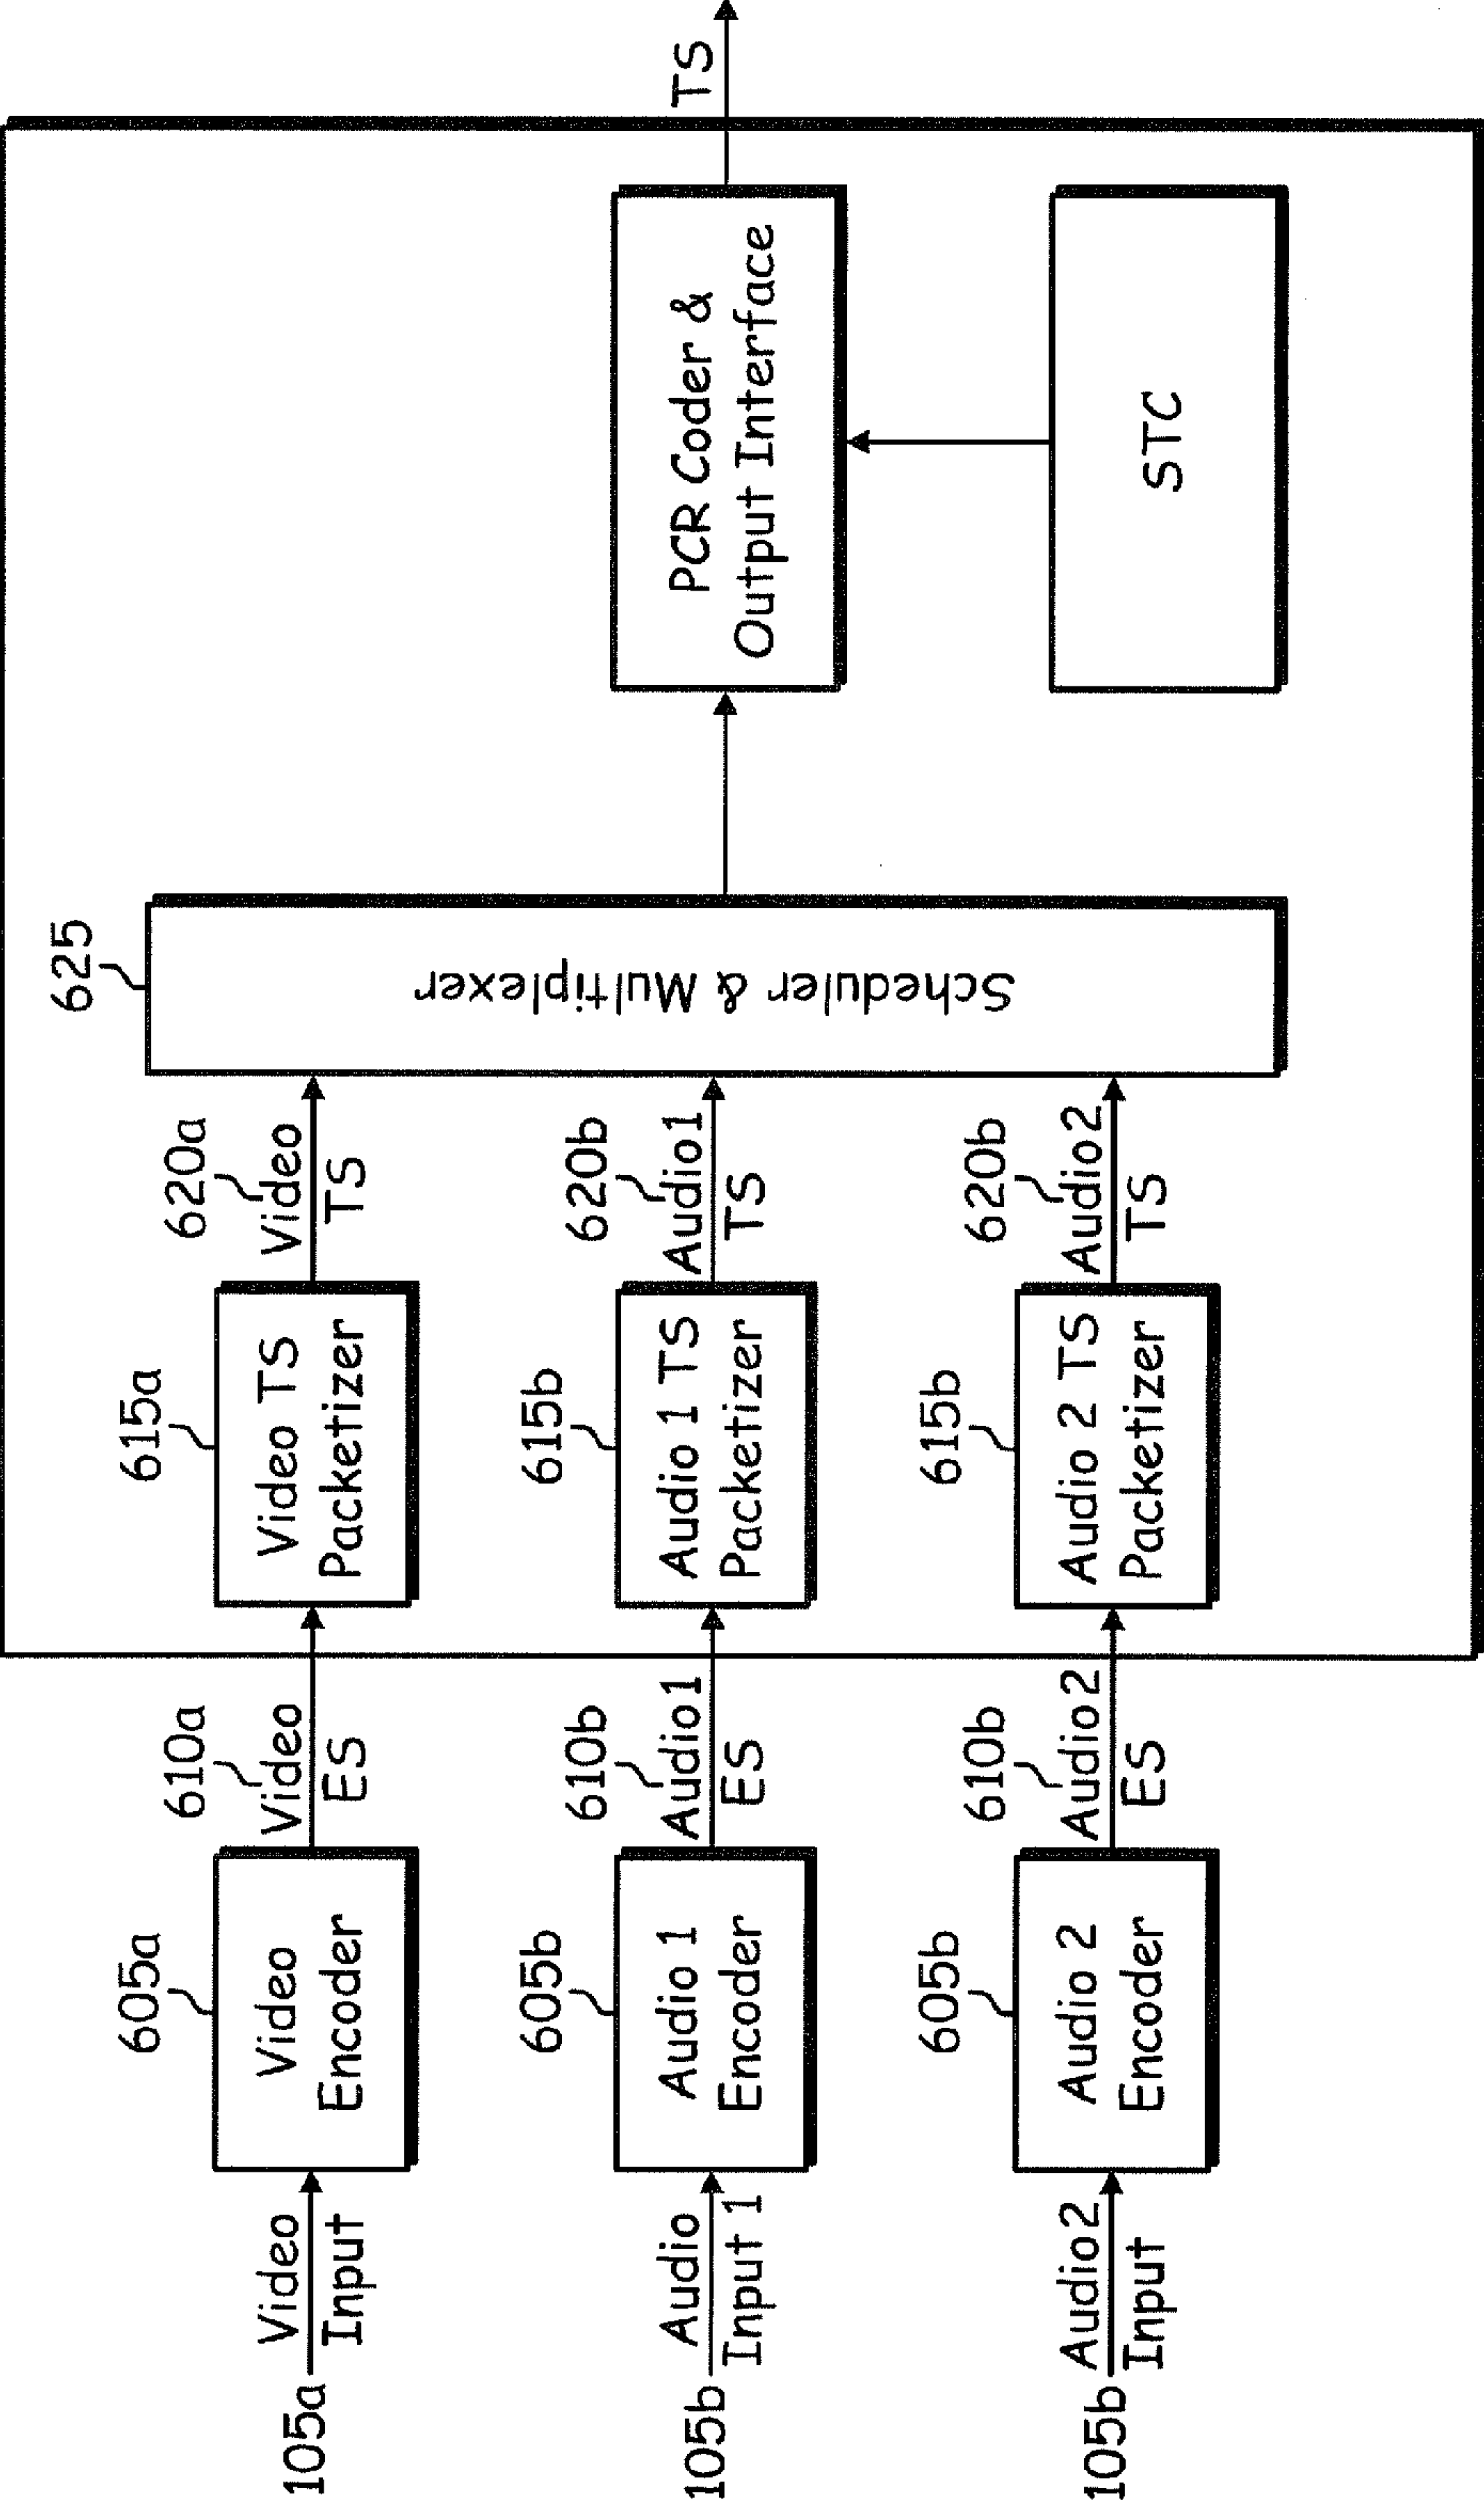 105a
Video
Input
605a
Video
Encoder
610a
Video
ES
615a
Video TS
Packetizer
620a
Video
TS
105b
Audio
Input 1
605b
Audio 1
Encoder
610b
Audio1
ES
615b
Audio 1 TS
Packetizer
620b
Audio1
TS
105b
Audio2
Input
605b
Audio 2
Encoder
610b
Audio2
ES
615b
Audio 2 TS
Packetizer
620b
Audio2
TS
625
Scheduler & Multiplexer
PCR Coder &
Output Interface
STC
TS